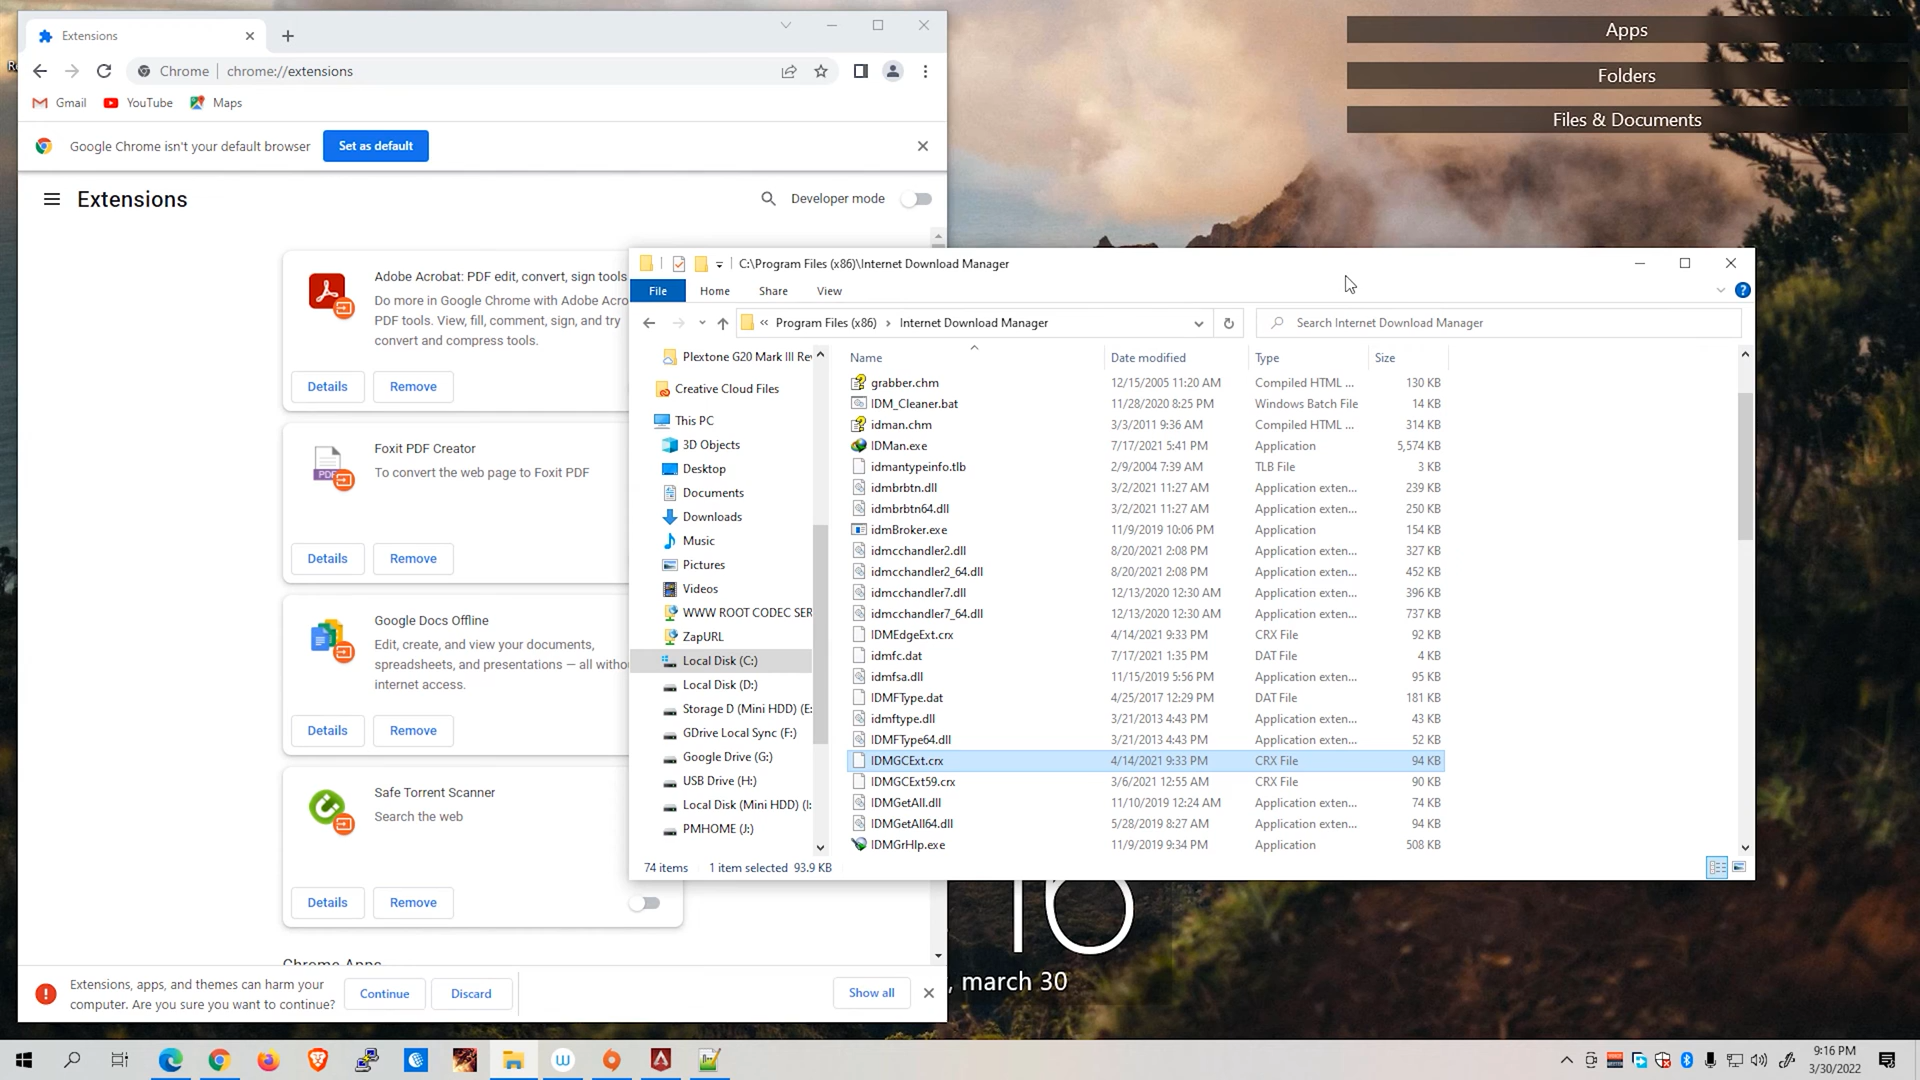 Extensions
Chrome | chrome://extensions
Gmail YouTube Maps
Google Chrome isn't your default browser Set as default
Extensions
Developer mode
Adobe Acrobat: PDF edit, convert, sign tools
Do more in Google Chrome with Adobe Acro
PDF tools. View, fill, comment, sign, and try
convert and compress tools.
Details Remove
Foxit PDF Creator
To convert the web page to Foxit PDF
Details Remove
Google Docs Offline
Edit, create, and view your documents,
spreadsheets, and presentations — all witho
internet access.
Details Remove
Safe Torrent Scanner
Search the web
Details Remove
Chrome Apps
Extensions, apps, and themes can harm your
computer. Are you sure you want to continue?
Continue Discard Show all
Apps
Folders
Files & Documents
C:\Program Files (x86)\Internet Download Manager
File Home Share View
« Program Files (x86) › Internet Download Manager
Search Internet Download Manager
Plextone G20 Mark III Rev
Creative Cloud Files
This PC
3D Objects
Desktop
Documents
Downloads
Music
Pictures
Videos
WWW ROOT CODEC SER
ZapURL
Local Disk (C:)
Local Disk (D:)
Storage D (Mini HDD) (E:
GDrive Local Sync (F:)
Google Drive (G:)
USB Drive (H:)
Local Disk (Mini HDD) (I:
PMHOME (J:)
Name Date modified Type Size
grabber.chm 12/15/2005 11:20 AM Compiled HTML ... 130 KB
IDM_Cleaner.bat 11/28/2020 8:25 PM Windows Batch File 14 KB
idman.chm 3/3/2011 9:36 AM Compiled HTML ... 314 KB
IDMan.exe 7/17/2021 5:41 PM Application 5,574 KB
idmantypeinfo.tlb 2/9/2004 7:39 AM TLB File 3 KB
idmbrbtn.dll 3/2/2021 11:27 AM Application exten... 239 KB
idmbrbtn64.dll 3/2/2021 11:27 AM Application exten... 250 KB
idmBroker.exe 11/9/2019 10:06 PM Application 154 KB
idmcchandler2.dll 8/20/2021 2:08 PM Application exten... 327 KB
idmcchandler2_64.dll 8/20/2021 2:08 PM Application exten... 452 KB
idmcchandler7.dll 12/13/2020 12:30 AM Application exten... 396 KB
idmcchandler7_64.dll 12/13/2020 12:30 AM Application exten... 737 KB
IDMEdgeExt.crx 4/14/2021 9:33 PM CRX File 92 KB
idmfc.dat 7/17/2021 1:35 PM DAT File 4 KB
idmfsa.dll 11/15/2019 5:56 PM Application exten... 95 KB
IDMFType.dat 4/25/2017 12:29 PM DAT File 181 KB
idmftype.dll 3/21/2013 4:43 PM Application exten... 43 KB
IDMFType64.dll 3/21/2013 4:43 PM Application exten... 52 KB
IDMGCExt.crx 4/14/2021 9:33 PM CRX File 94 KB
IDMGCExt59.crx 3/6/2021 12:55 AM CRX File 90 KB
IDMGetAll.dll 11/10/2019 12:24 AM Application exten... 74 KB
IDMGetAll64.dll 5/28/2019 8:27 AM Application exten... 94 KB
IDMGrHlp.exe 11/9/2019 9:34 PM Application 508 KB
74 items 1 item selected 93.9 KB
16
, march 30
9:16 PM
3/30/2022